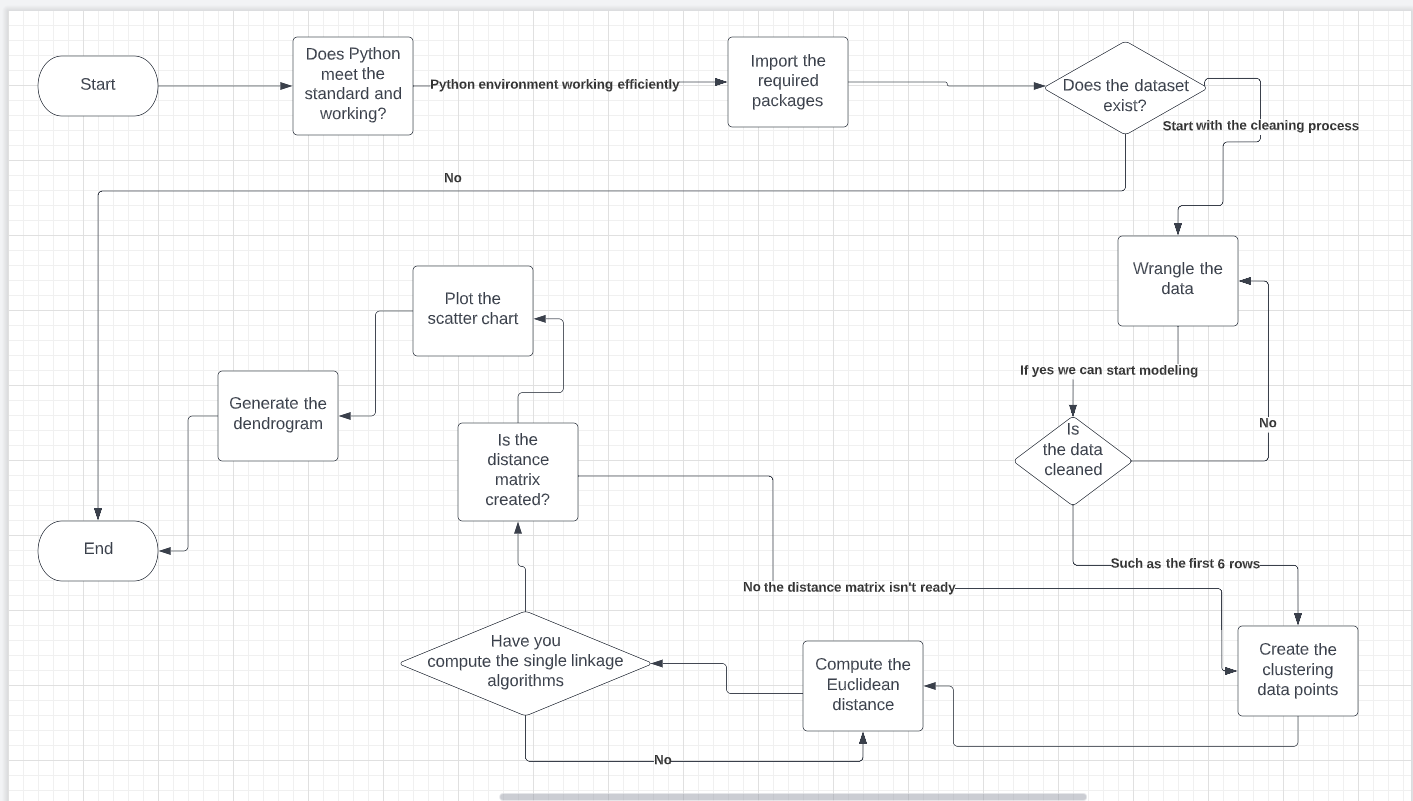 Start
Does Python
meet the
standard and
working?
Python environment working efficiently
Import the
required
packages
Does the dataset
exist?
Start with the cleaning process
No
Wrangle the
data
Plot the
scatter chart
If yes we can start modeling
Generate the
dendrogram
No
Is
the data
cleaned
Is the
distance
matrix
created?
End
Such as the first 6 rows
No the distance matrix isn't ready
Have you
compute the single linkage
algorithms
Compute the
Euclidean
distance
Create the
clustering
data points
No